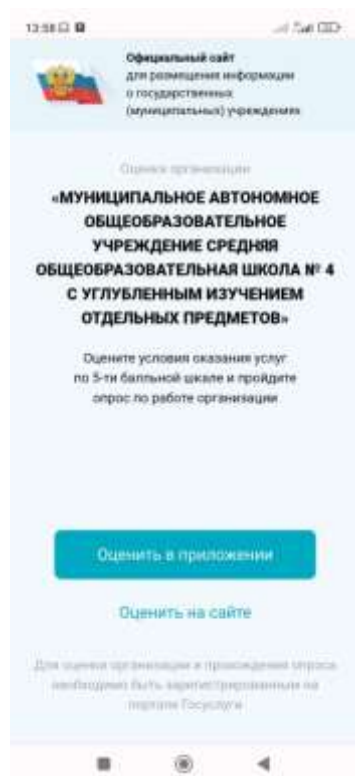 12:58
Официальный сайт
для размещения информации
о государственных
(муниципальных) учреждениях
Оценка организации
«МУНИЦИПАЛЬНОЕ АВТОНОМНОЕ
ОБЩЕОБРАЗОВАТЕЛЬНОЕ
УЧРЕЖДЕНИЕ СРЕДНЯЯ
ОБЩЕОБРАЗОВАТЕЛЬНАЯ ШКОЛА № 4
С УГЛУБЛЕННЫМ ИЗУЧЕНИЕМ
ОТДЕЛЬНЫХ ПРЕДМЕТОВ»
Оцените условия оказания услуг
по 5-ти балльной шкале и пройдите
опрос по работе организации
Оценить в приложении
Оценить на сайте
Для оценки организации и прохождения опроса
необходимо быть зарегистрированным на
портале Госуслуги